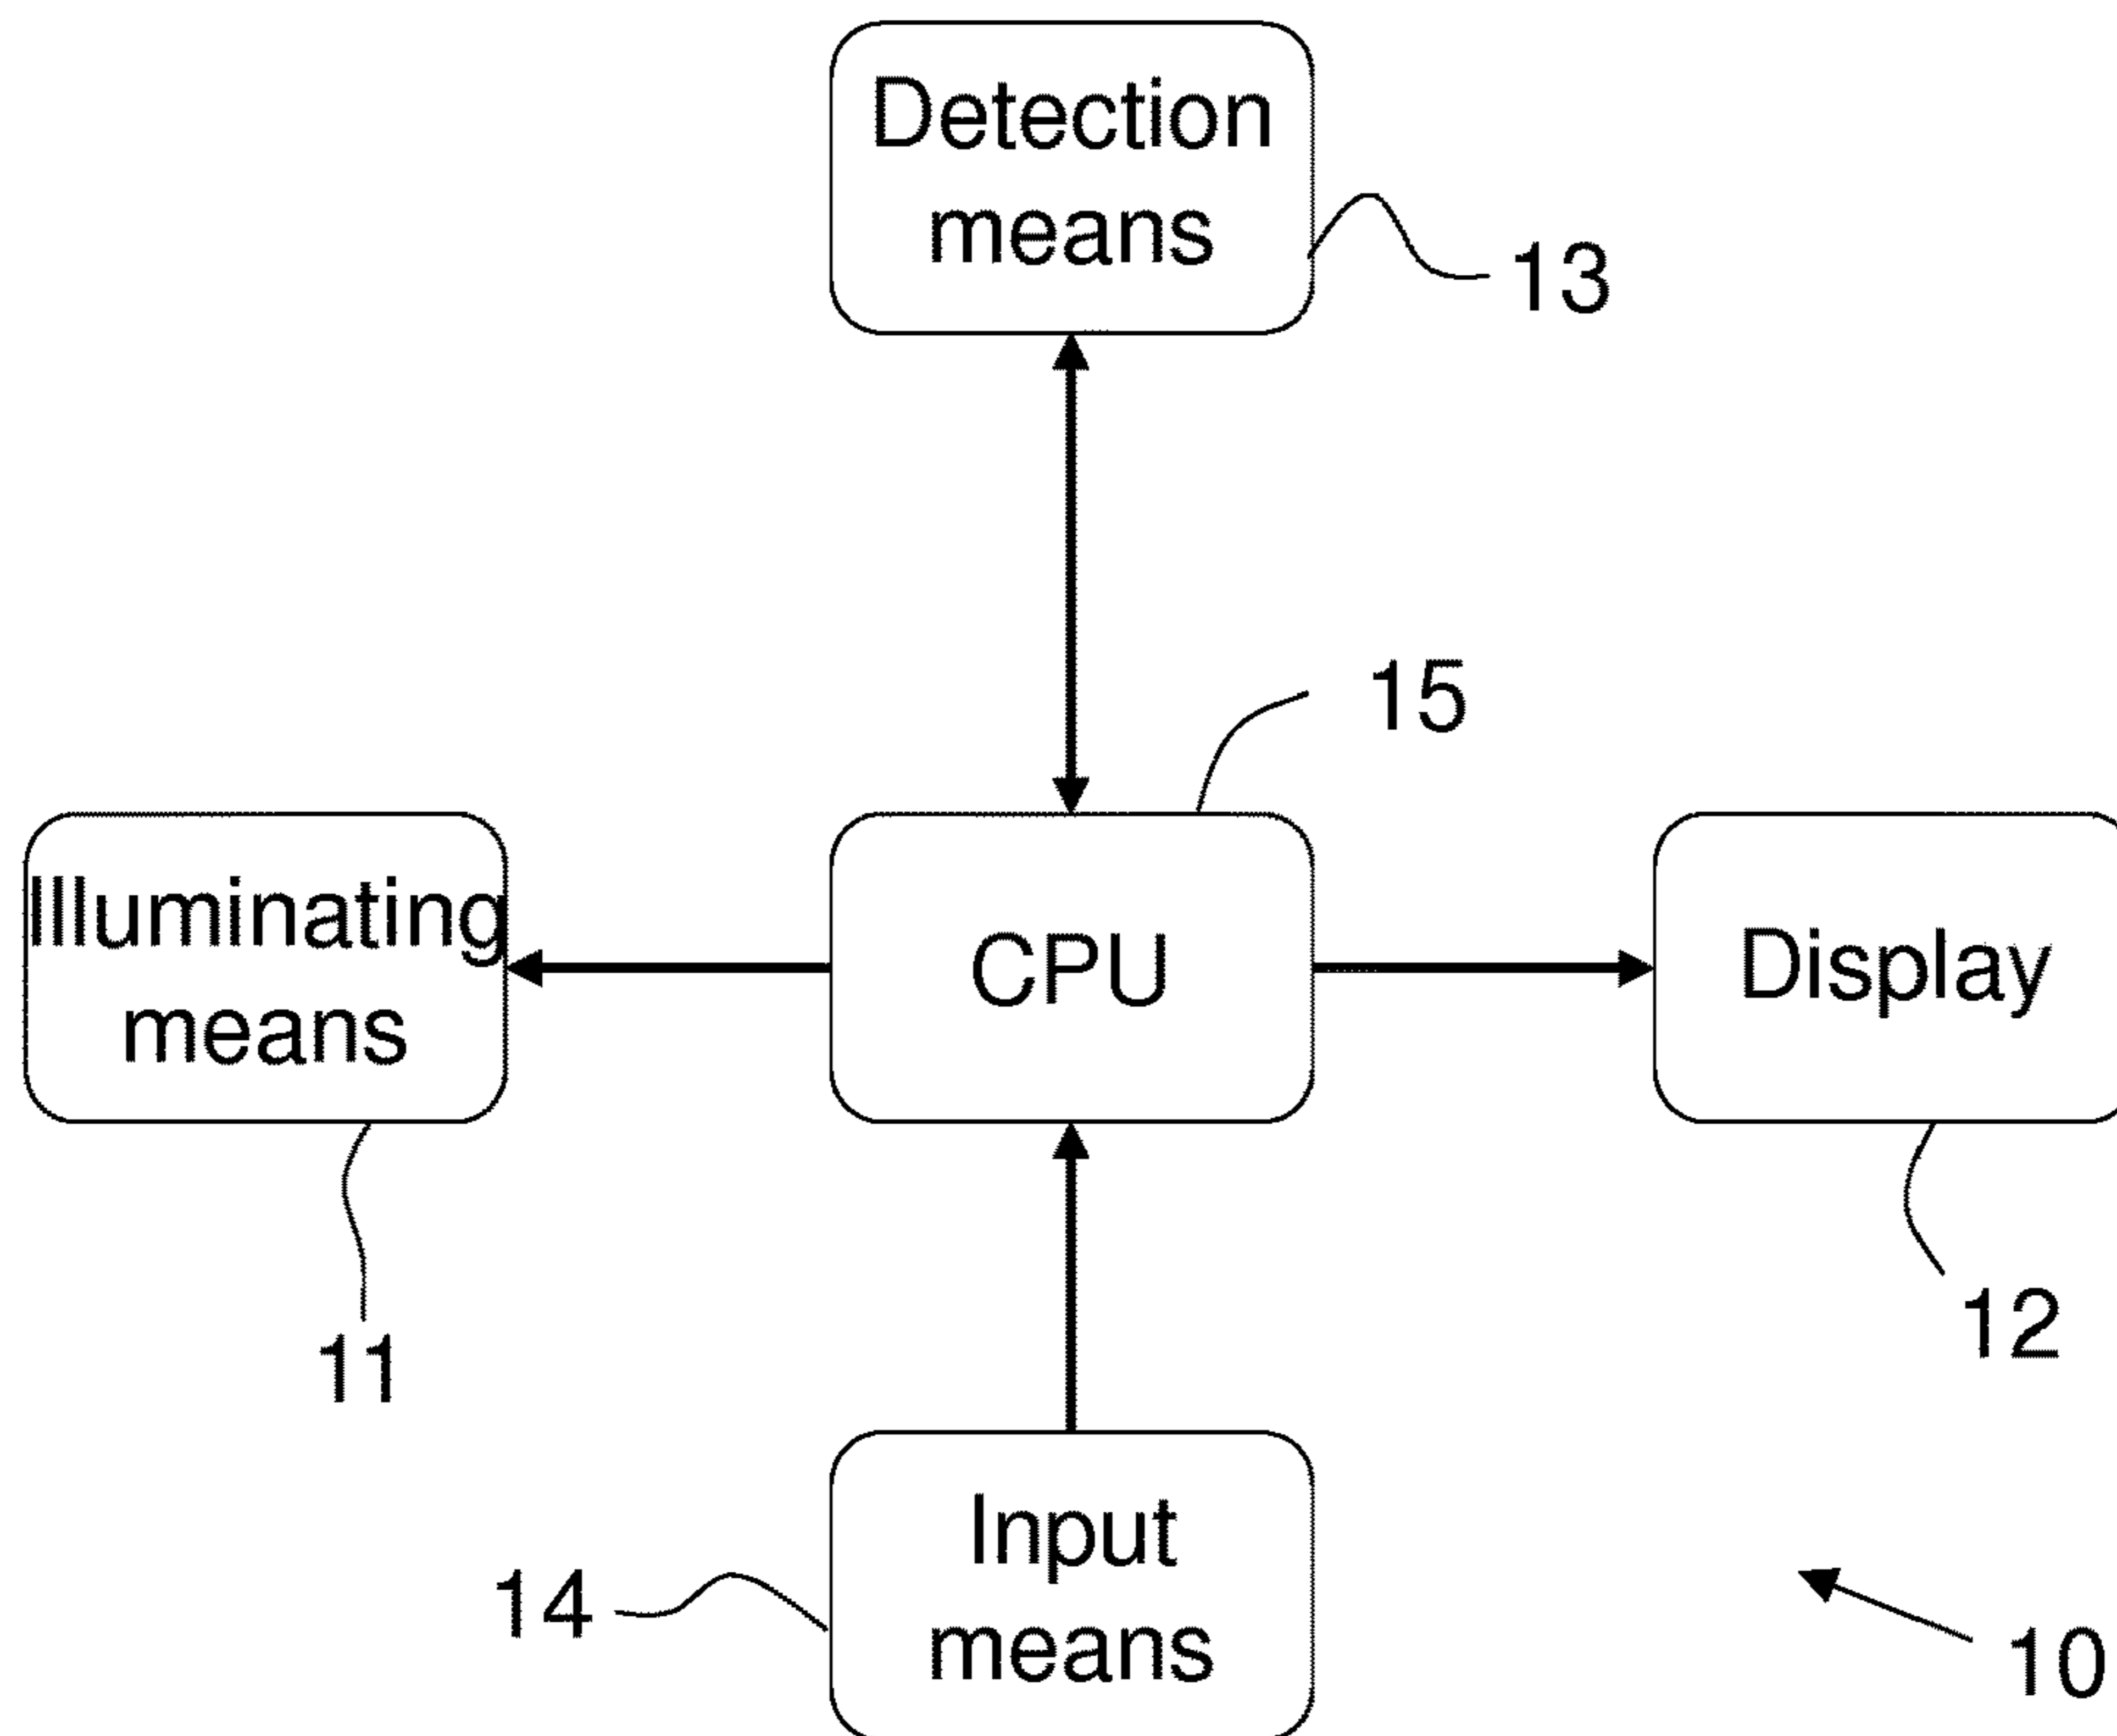 Detection
means
13
15
Illuminating
means
CPU
Display
11
12
Input
means
14
10